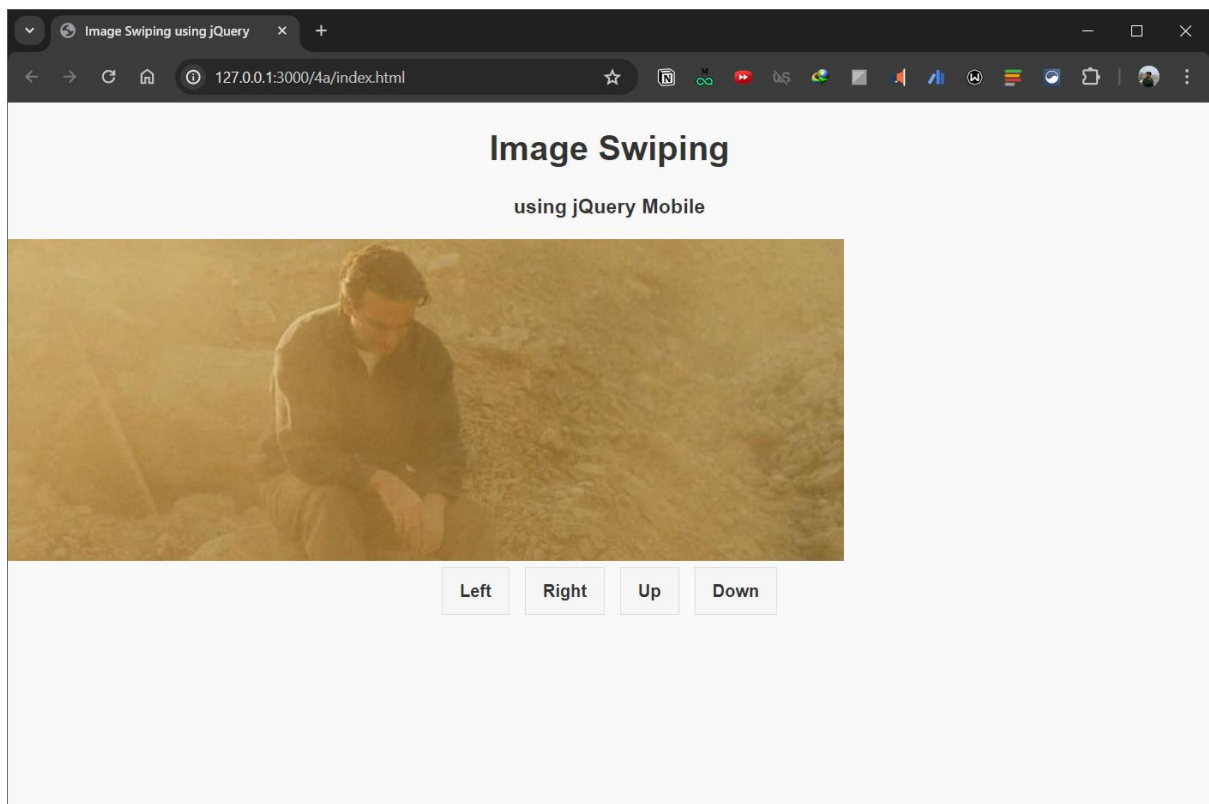 Image Swiping using jQuery
127.0.0.1:3000/4a/index.html
Image Swiping
using jQuery Mobile
Left Right Up Down